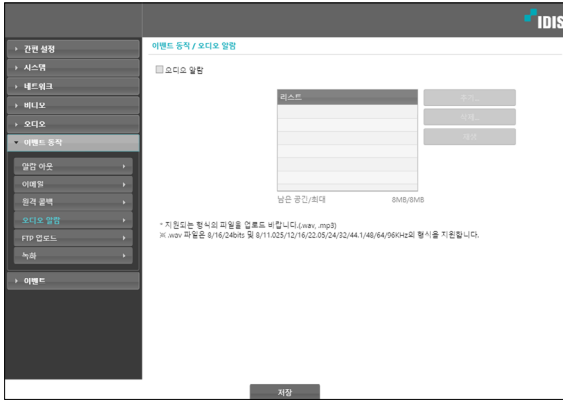 IDIS
간편 설정
시스템
네트워크
비디오
오디오
이벤트 동작
알람 아웃
이메일
원격 콜백
오디오 알람
FTP 업로드
녹화
이벤트
이벤트 동작 / 오디오 알람
오디오 알람
리스트
추가...
삭제...
남은 공간/최대 8MB/8MB
* 지원되는 형식의 파일을 업로드 바랍니다.(.wav, .mp3)
※ .wav 파일은 8/16/24bits 및 8/11.025/12/16/22.05/24/32/44.1/48/64/96KHz의 형식을 지원합니다.
저장